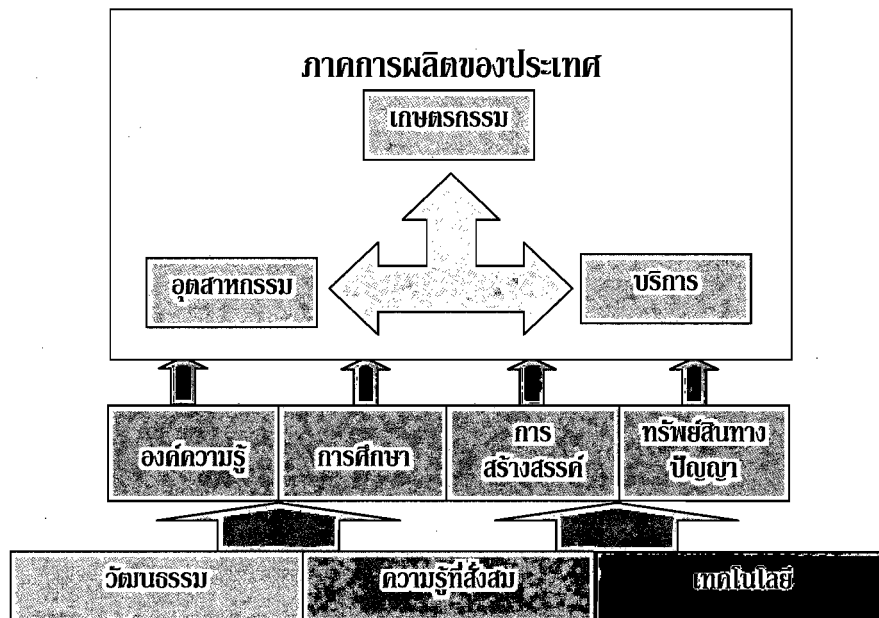 ภาคการผลิตของประเทศ
เกษตรกรรม
อุตสาหกรรม
บริการ
องค์ความรู้
การศึกษา
การ
สร้างสรรค์
ทรัพย์สินทาง
ปัญญา
วัฒนธรรม
ความรู้ที่สั่งสม
เทคโนโลยี